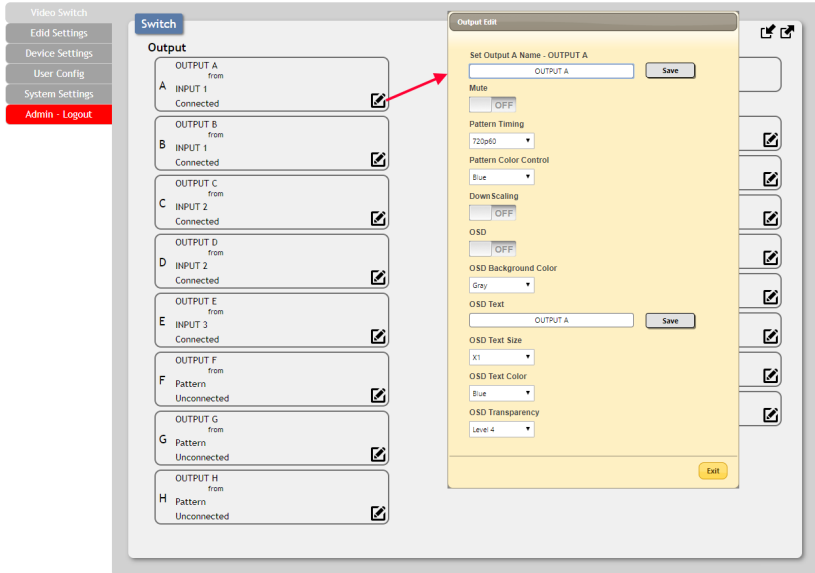 Video Switch
Edid Settings
Device Settings
User Config
System Settings
Admin - Logout
Switch
Output
OUTPUT A
from
A
INPUT 1
Connected
OUTPUT B
from
B
INPUT 1
Connected
OUTPUT C
from
C
INPUT 2
Connected
OUTPUT D
from
D
INPUT 2
Connected
OUTPUT E
from
E
INPUT 3
Connected
OUTPUT F
from
F
Pattern
Unconnected
OUTPUT G
from
G
Pattern
Unconnected
OUTPUT H
from
H
Pattern
Unconnected
Output Edit
Set Output A Name - OUTPUT A
OUTPUT A
Save
Mute
OFF
Pattern Timing
720p60
Pattern Color Control
Blue
DownScaling
OFF
OSD
OFF
OSD Background Color
Gray
OSD Text
OUTPUT A
Save
OSD Text Size
X1
OSD Text Color
Blue
OSD Transparency
Level 4
Exit